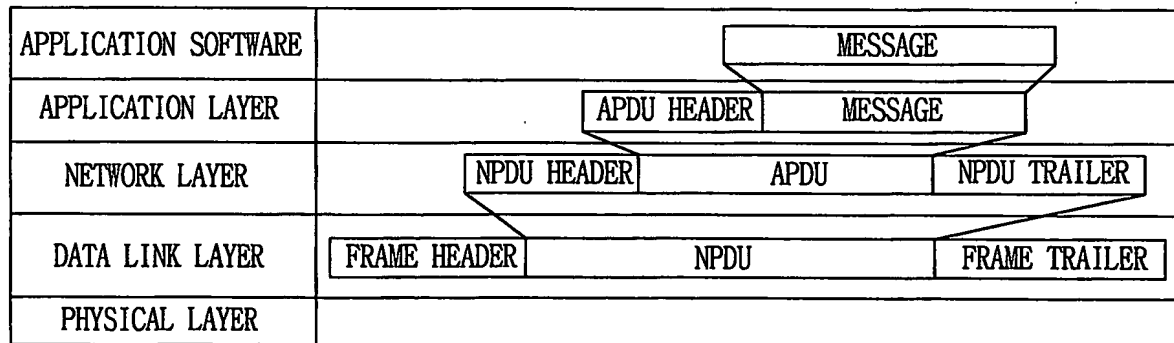 APPLICATION SOFTWARE MESSAGE
APPLICATION LAYER APDU HEADER MESSAGE
NETWORK LAYER NPDU HEADER APDU NPDU TRAILER
DATA LINK LAYER FRAME HEADER NPDU FRAME TRAILER
PHYSICAL LAYER